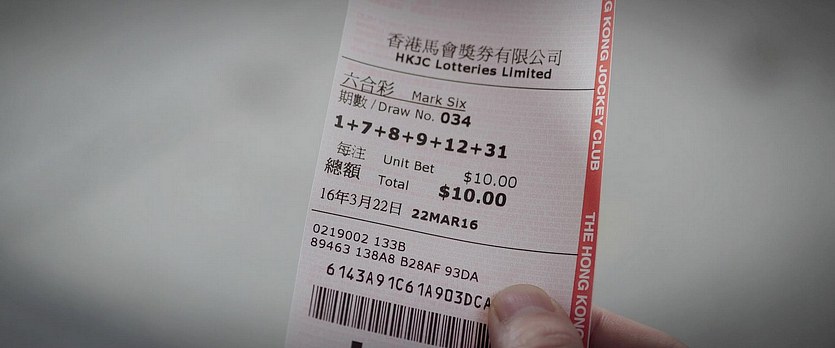 香港馬會獎券有限公司
HKJC Lotteries Limited
六合彩 Mark Six
期數 / Draw No. 034
1+7+8+9+12+31
每注 Unit Bet $10.00
總額 Total $10.00
16年3月22日 22MAR16
0219002 133B
89463 138A8 B28AF 93DA
6143A91C61A903DCA
G KONG JOCKEY CLUB
THE HONG KONG